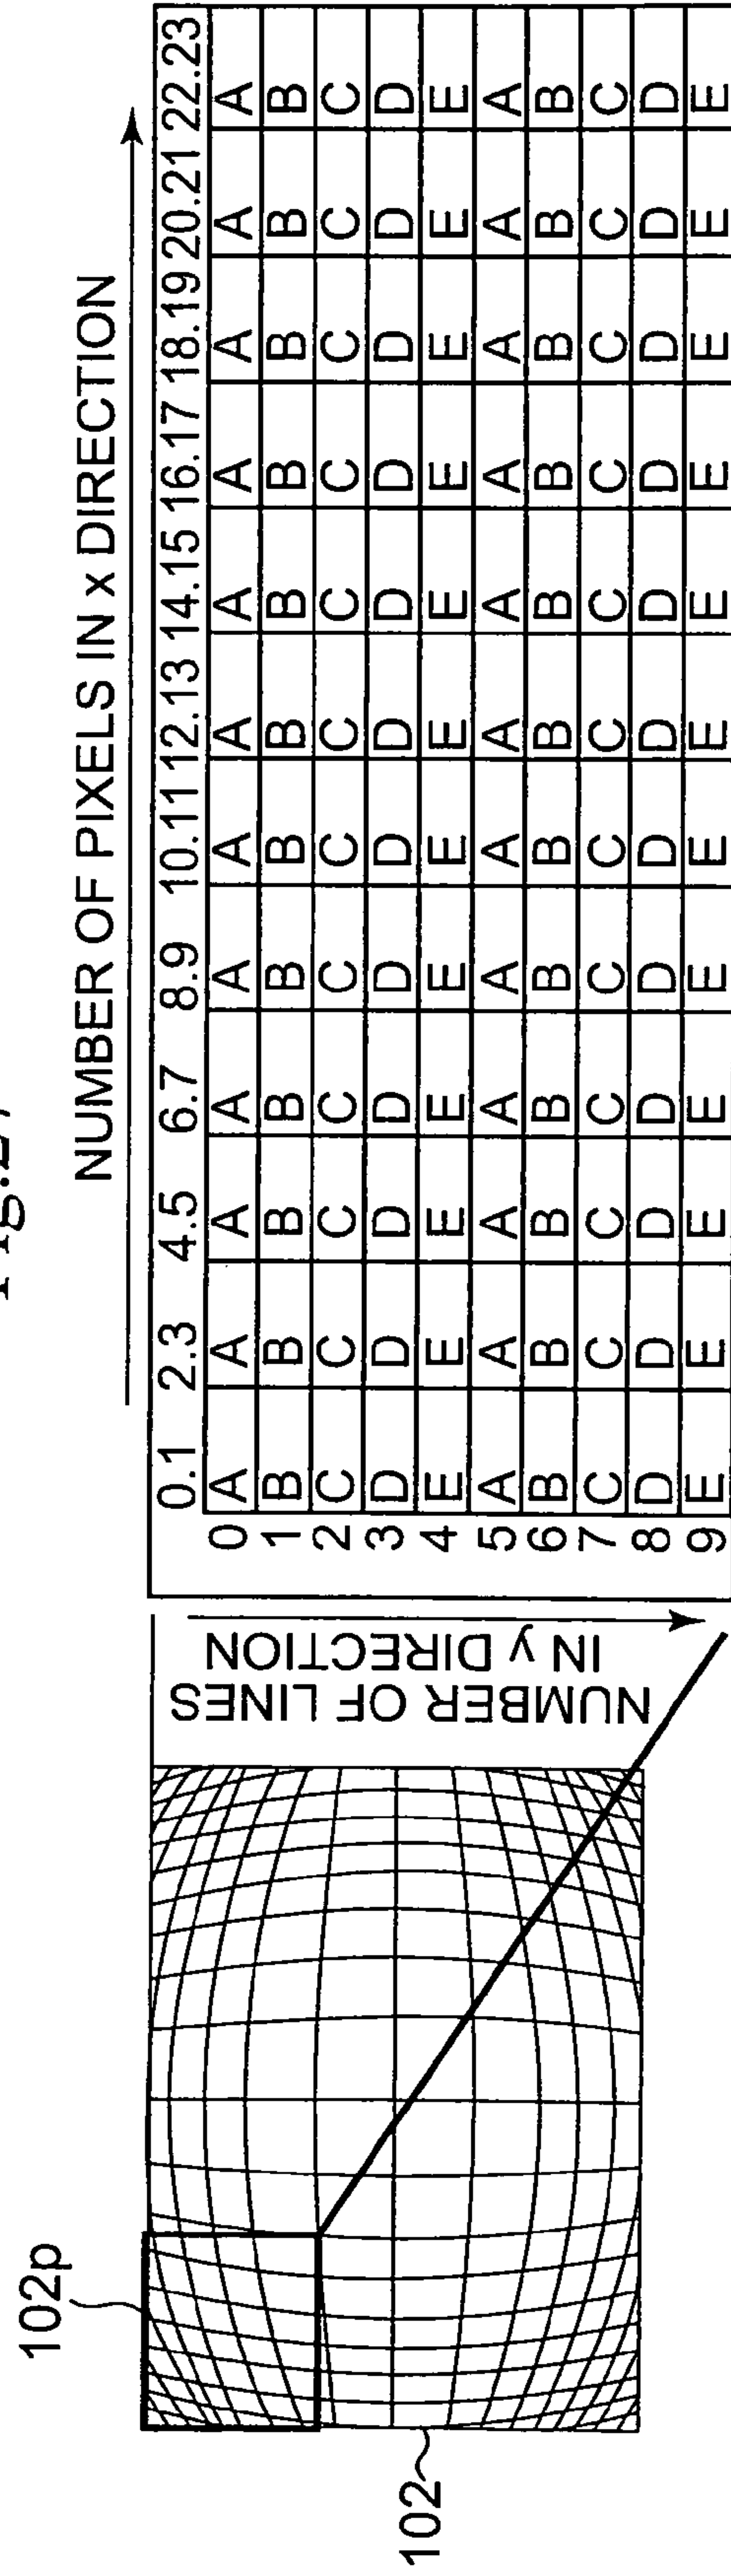 NUMBER OF PIXELS IN x DIRECTION
0.1 2.3 4.5 6.7 8.9 10.11 12.13 14.15 16.17 18.19 20.21 22.23
0 A A A A A A A A A A A A
1 B B B B B B B B B B B B
2 C C C C C C C C C C C C
3 D D D D D D D D D D D D
4 E E E E E E E E E E E E
5 A A A A A A A A A A A A
6 B B B B B B B B B B B B
7 C C C C C C C C C C C C
8 D D D D D D D D D D D D
9 E E E E E E E E E E E E
NUMBER OF LINES
IN y DIRECTION
102p
102